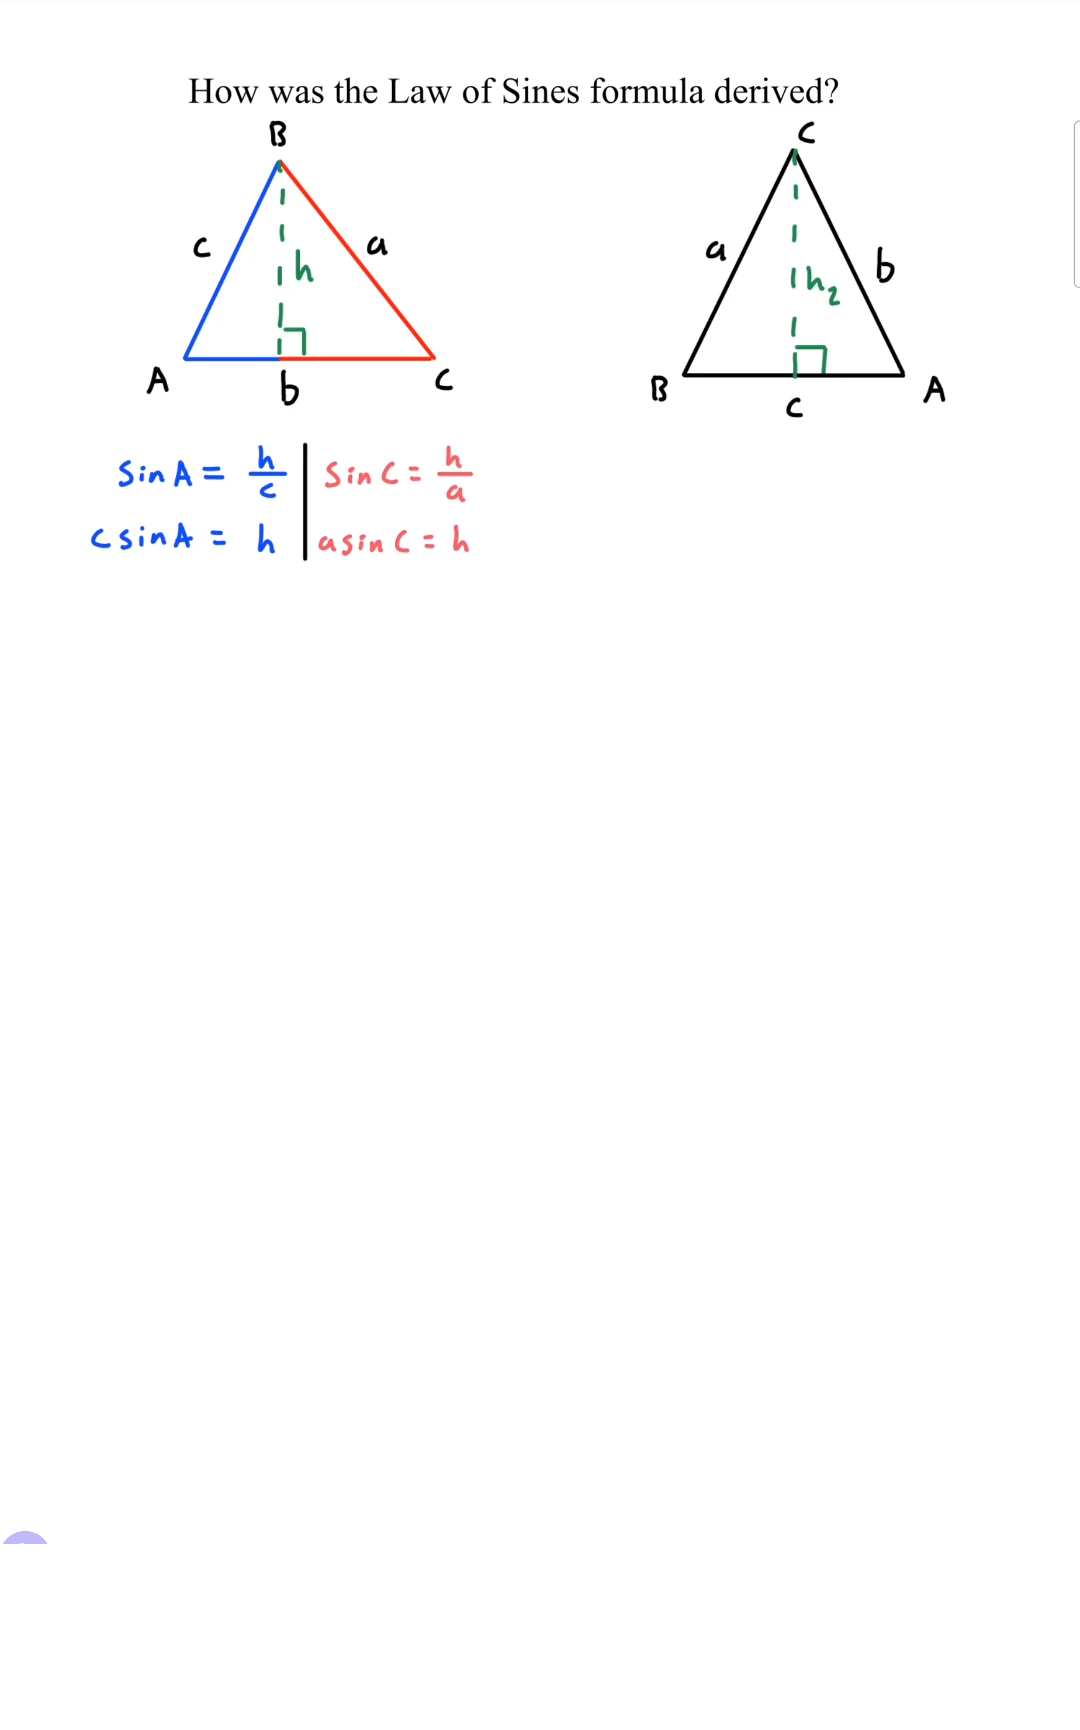 How was the Law of Sines formula derived?
B
c
h
a
A
b
C
C
a
h₂
b
B
c
A
sin A = h/c | sin C = h/a
c sin A = h | a sin C = h